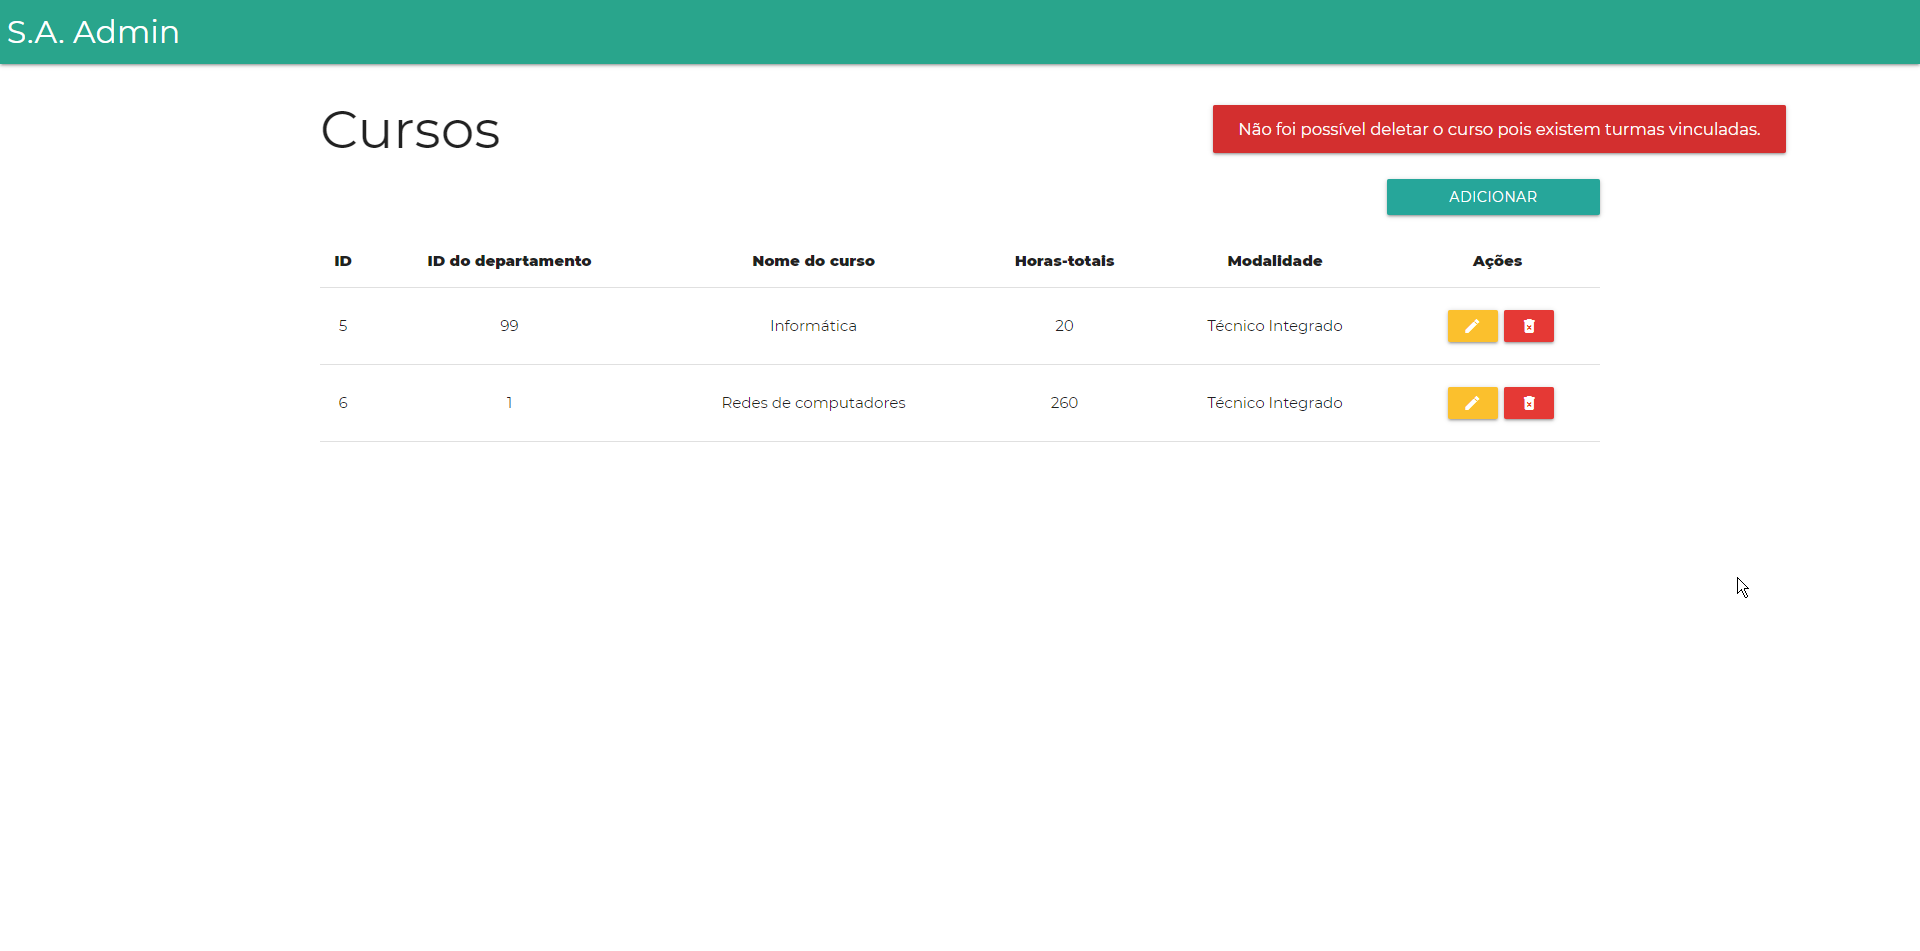 S.A. Admin
Cursos
Não foi possível deletar o curso pois existem turmas vinculadas.
ADICIONAR
ID ID do departamento Nome do curso Horas-totais Modalidade Ações
5 99 Informática 20 Técnico Integrado
6 1 Redes de computadores 260 Técnico Integrado